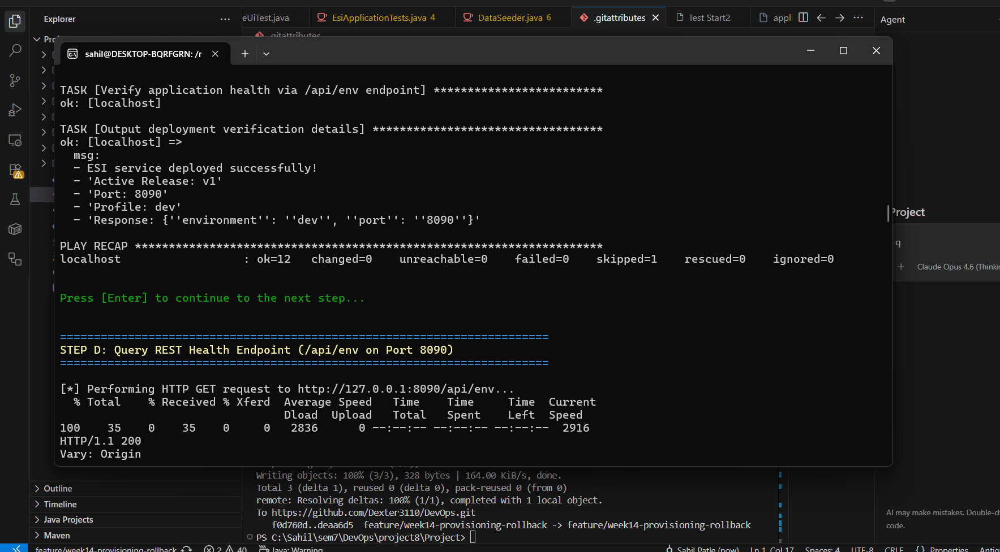 Explorer
eUiTest.java
EsiApplicationTests.java 4
DataSeeder.java 6
.gitattributes
Test Start2
appli
Agent
.gitattributes
sahil@DESKTOP-BQRFGRN: /r
TASK [Verify application health via /api/env endpoint] *************************
ok: [localhost]
TASK [Output deployment verification details] **********************************
ok: [localhost] =>
msg:
- ESI service deployed successfully!
- 'Active Release: v1'
- 'Port: 8090'
- 'Profile: dev'
- 'Response: {''environment'': ''dev'', ''port'': ''8090''}'
PLAY RECAP *********************************************************************
localhost : ok=12 changed=0 unreachable=0 failed=0 skipped=1 rescued=0 ignored=0
Press [Enter] to continue to the next step...
========================================================================
STEP D: Query REST Health Endpoint (/api/env on Port 8090)
========================================================================
[*] Performing HTTP GET request to http://127.0.0.1:8090/api/env...
% Total % Received % Xferd Average Speed Time Time Time Current
Dload Upload Total Spent Left Speed
100 35 0 35 0 0 2836 0 --:--:-- --:--:-- --:--:-- 2916
HTTP/1.1 200
Vary: Origin
Project
q
Claude Opus 4.6 (Thinkin
Writing objects: 100% (3/3), 328 bytes | 164.00 KiB/s, done.
Total 3 (delta 1), reused 0 (delta 0), pack-reused 0 (from 0)
remote: Resolving deltas: 100% (1/1), completed with 1 local object.
To https://github.com/Dexter3110/DevOps.git
f0d760d..deaa6d5 feature/week14-provisioning-rollback -> feature/week14-provisioning-rollback
PS C:\Sahil\sem7\DevOps\project8\Project>
Outline
Timeline
Java Projects
Maven
AI may make mistakes. Double-ch
code.
feature/week14-provisioning-rollback 2 40 Java: Warning Sahil Patle (now) Ln 1, Col 17 Spaces: 4 UTF-8 CRLF {} Properties Antig